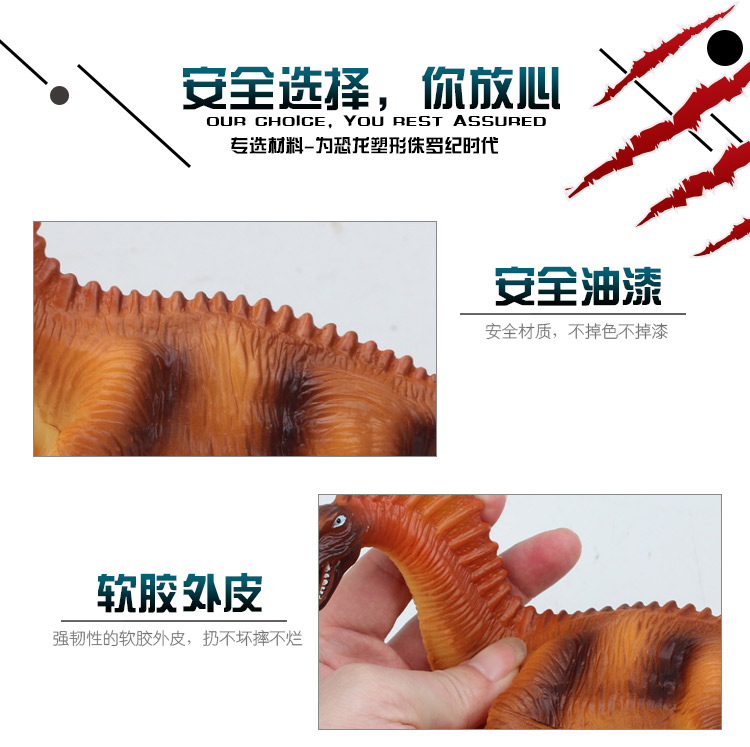 安全选择，你放心
OUR CHOICE, YOU REST ASSURED
专选材料-为恐龙塑形侏罗纪时代
安全油漆
安全材质，不掉色不掉漆
软胶外皮
强韧性的软胶外皮，扔不坏摔不烂